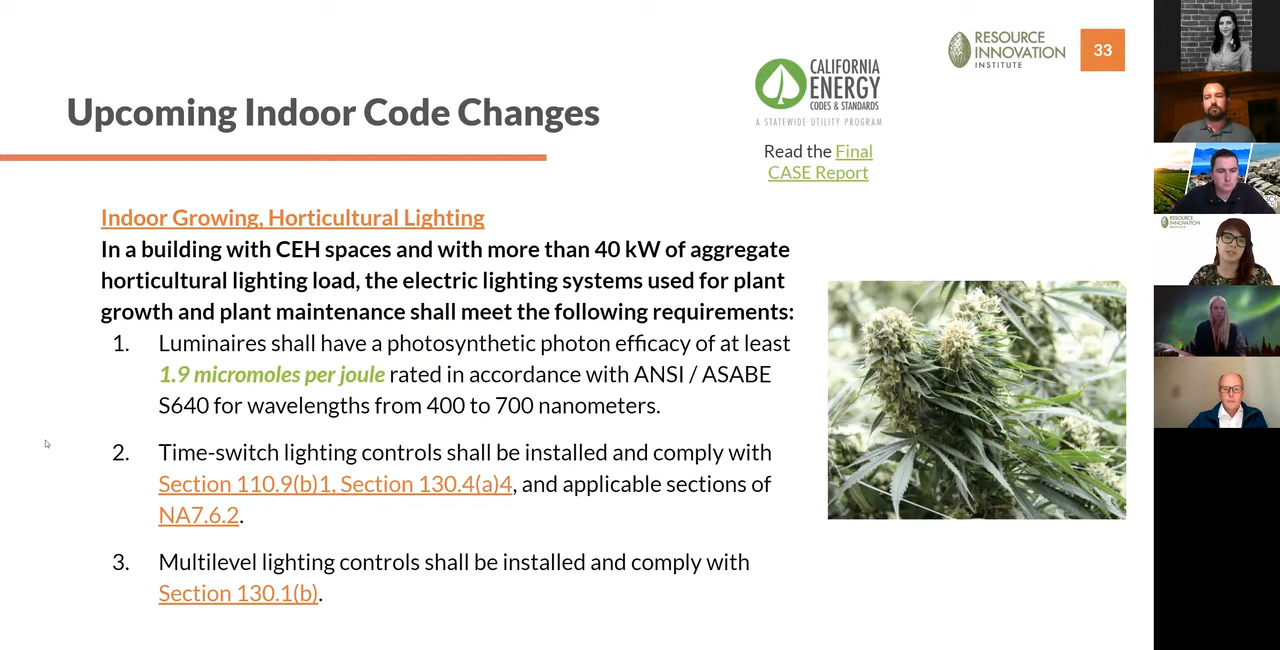 RESOURCE
INNOVATION
INSTITUTE
33
CALIFORNIA
ENERGY
CODES & STANDARDS
A STATEWIDE UTILITY PROGRAM
Upcoming Indoor Code Changes
Read the Final
CASE Report
Indoor Growing, Horticultural Lighting
In a building with CEH spaces and with more than 40 kW of aggregate
horticultural lighting load, the electric lighting systems used for plant
growth and plant maintenance shall meet the following requirements:
1. Luminaires shall have a photosynthetic photon efficacy of at least
1.9 micromoles per joule rated in accordance with ANSI / ASABE
S640 for wavelengths from 400 to 700 nanometers.
2. Time-switch lighting controls shall be installed and comply with
Section 110.9(b)1, Section 130.4(a)4, and applicable sections of
NA7.6.2.
3. Multilevel lighting controls shall be installed and comply with
Section 130.1(b).
RESOURCE
INNOVATION
INSTITUTE